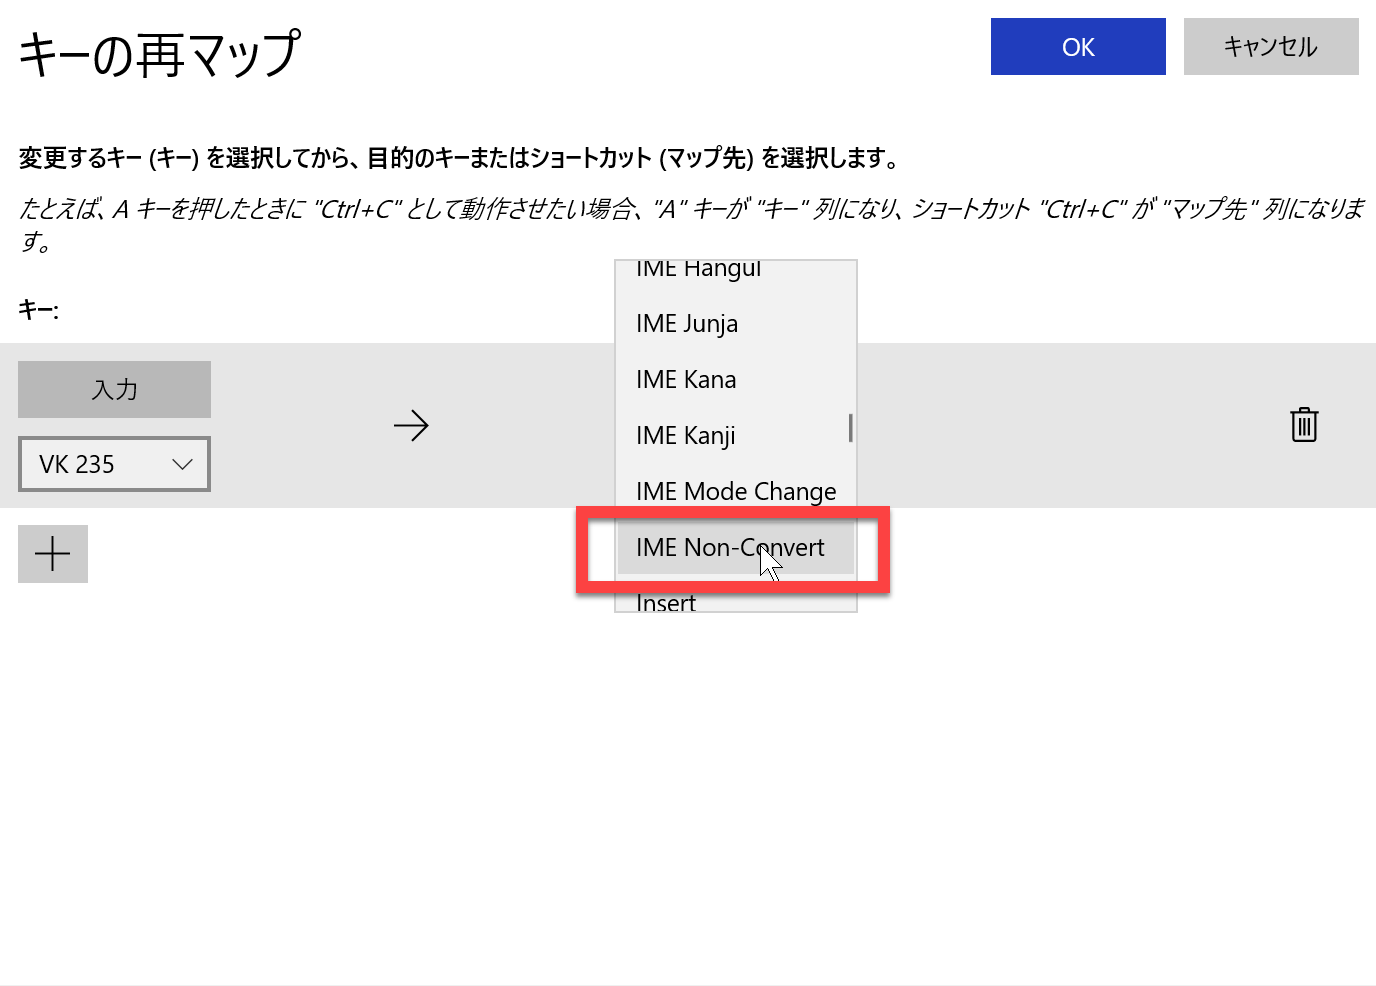 キーの再マップ
OK
キャンセル
変更するキー (キー) を選択してから、目的のキーまたはショートカット (マップ先) を選択します。
たとえば、A キーを押したときに "Ctrl+C" として動作させたい場合、"A" キーが "キー" 列になり、ショートカット "Ctrl+C" が "マップ先" 列になりま
す。
キー:
入力
VK 235
IME Hangul
IME Junja
IME Kana
IME Kanji
IME Mode Change
IME Non-Convert
Insert